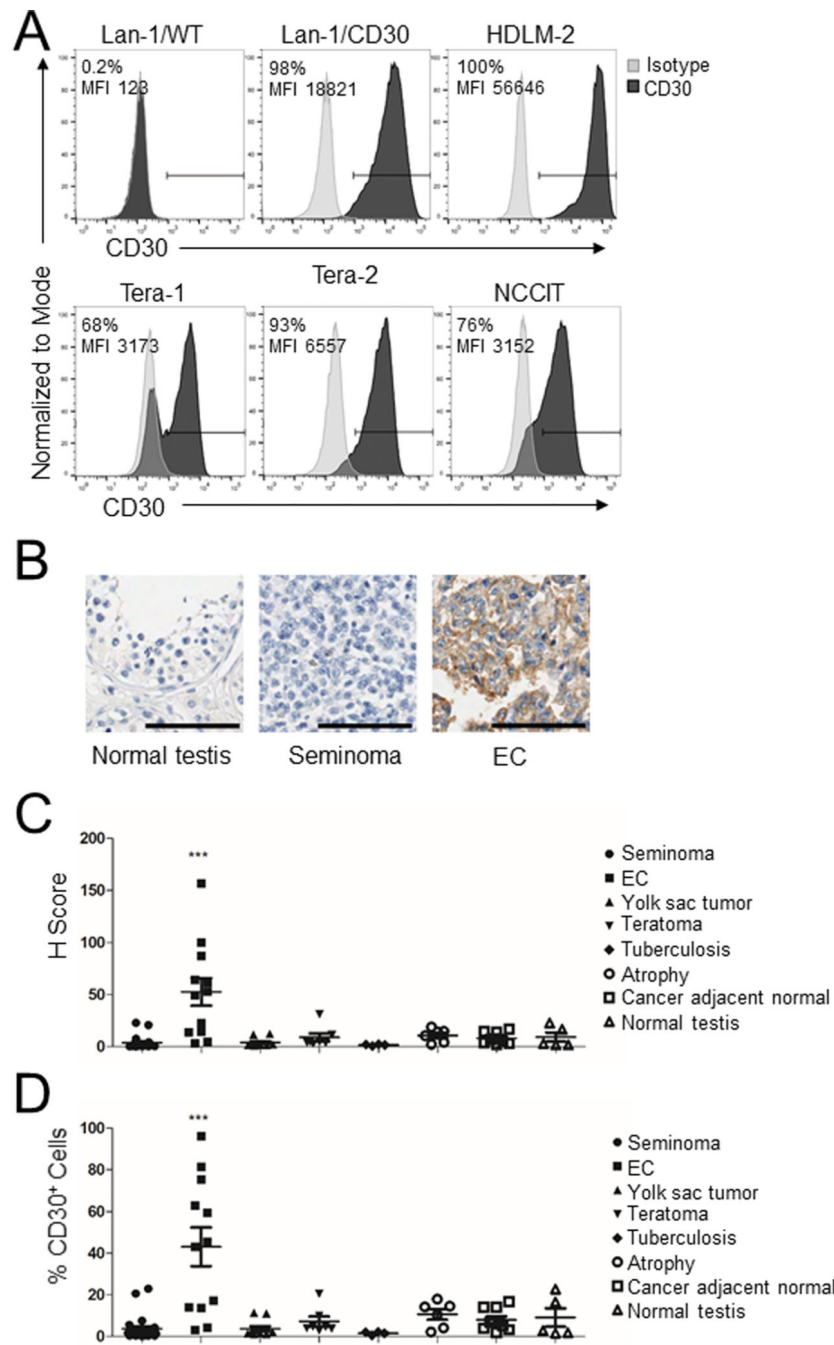 A
Lan-1/WT Lan-1/CD30 HDLM-2
0.2%
MFI 123
98%
MFI 18821
100%
MFI 56646
Isotype
CD30
CD30
Tera-1 Tera-2 NCCIT
68%
MFI 3173
93%
MFI 6557
76%
MFI 3152
Normalized to Mode
CD30
B
Normal testis Seminoma EC
C
200
150
100
50
0
H Score
***
Seminoma
EC
Yolk sac tumor
Teratoma
Tuberculosis
Atrophy
Cancer adjacent normal
Normal testis
D
100
80
60
40
20
0
% CD30⁺ Cells
***
Seminoma
EC
Yolk sac tumor
Teratoma
Tuberculosis
Atrophy
Cancer adjacent normal
Normal testis